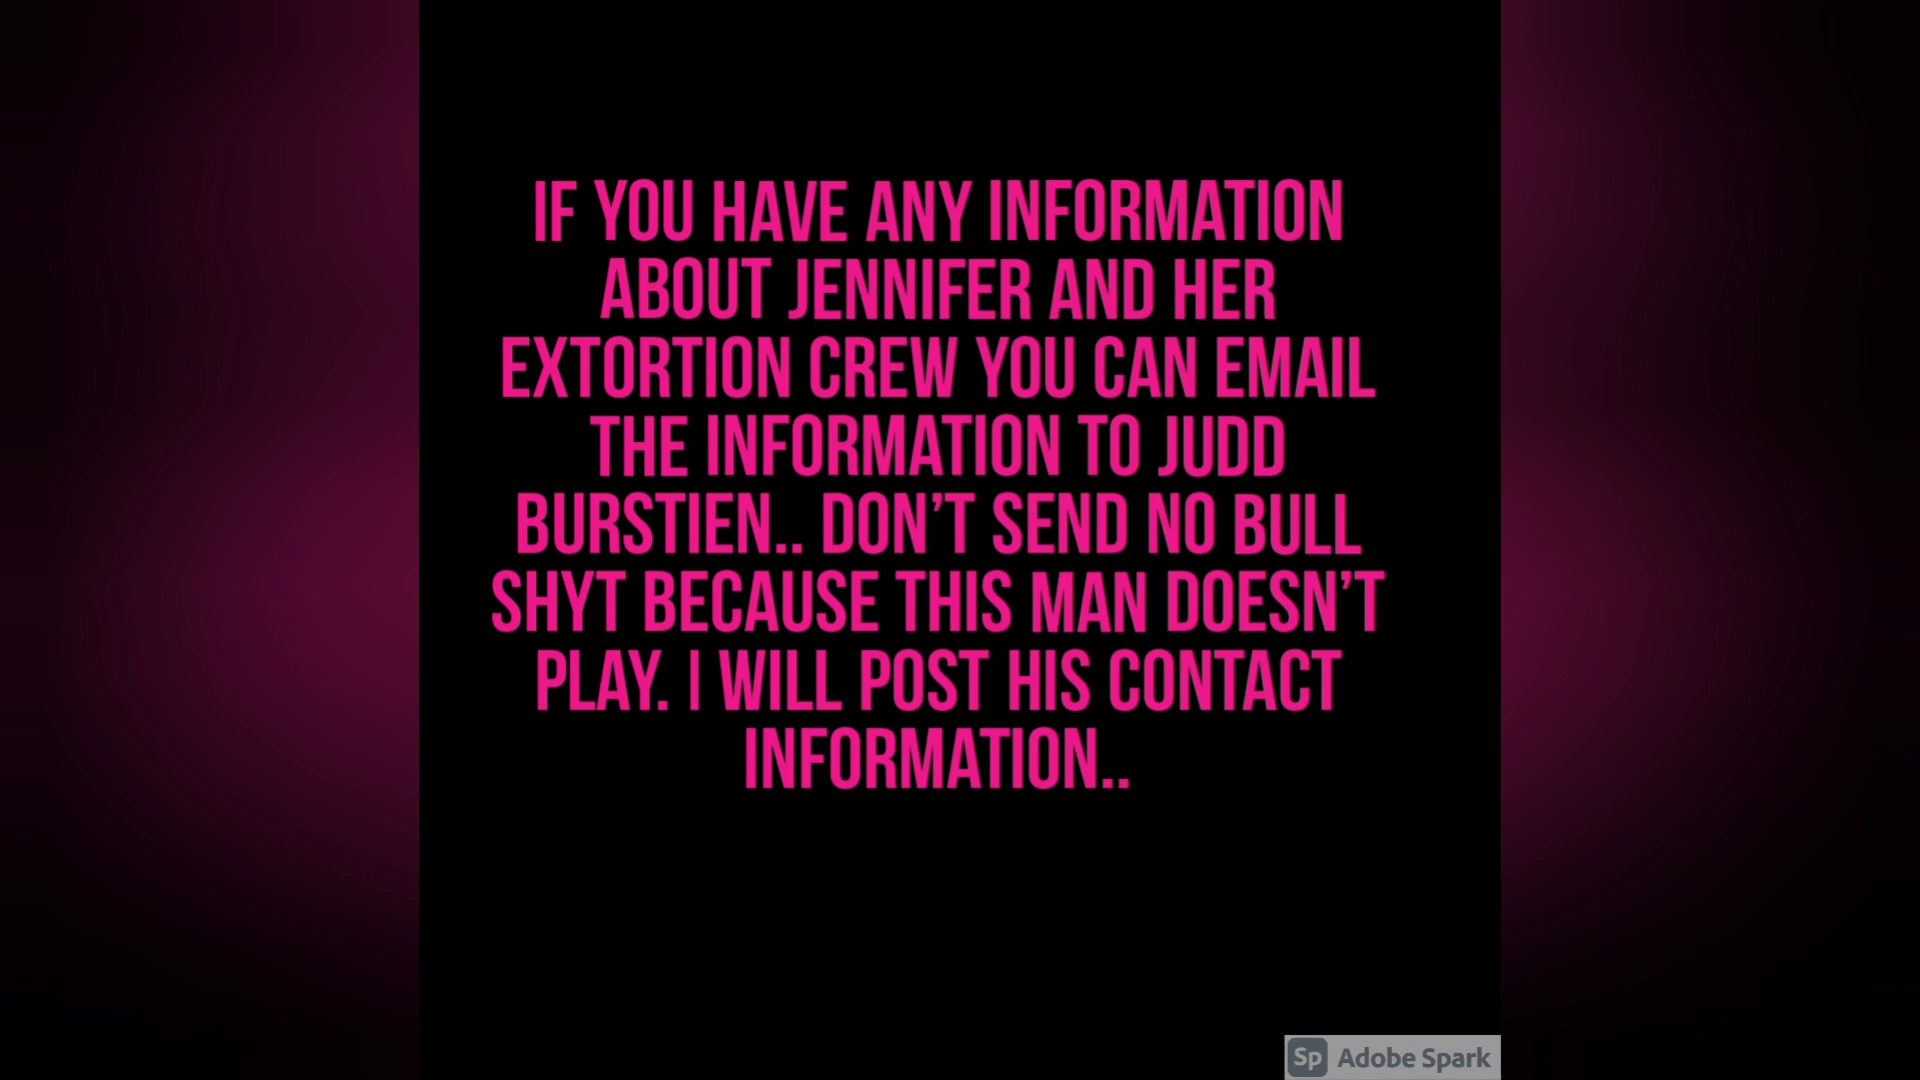 IF YOU HAVE ANY INFORMATION
ABOUT JENNIFER AND HER
EXTORTION CREW YOU CAN EMAIL
THE INFORMATION TO JUDD
BURSTIEN.. DON'T SEND NO BULL
SHYT BECAUSE THIS MAN DOESN'T
PLAY. I WILL POST HIS CONTACT
INFORMATION..
Sp Adobe Spark